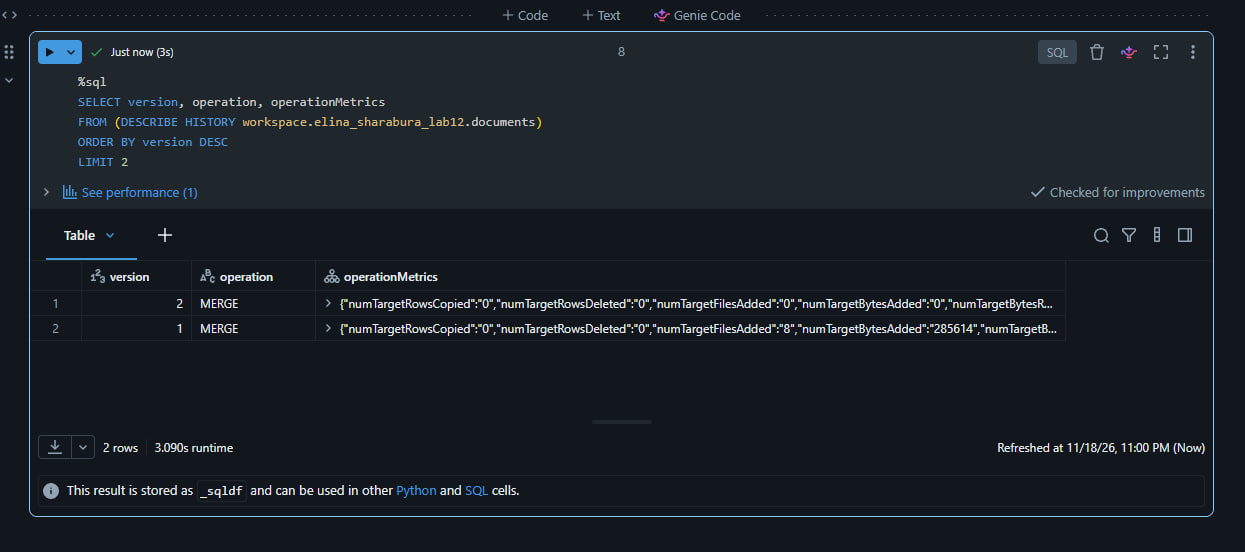 + Code + Text Genie Code
Just now (3s) 8 SQL
%sql
SELECT version, operation, operationMetrics
FROM (DESCRIBE HISTORY workspace.elina_sharabura_lab12.documents)
ORDER BY version DESC
LIMIT 2
See performance (1) Checked for improvements
Table +
123 version ABC operation operationMetrics
1 2 MERGE {"numTargetRowsCopied":"0","numTargetRowsDeleted":"0","numTargetFilesAdded":"0","numTargetBytesAdded":"0","numTargetBytesR...
2 1 MERGE {"numTargetRowsCopied":"0","numTargetRowsDeleted":"0","numTargetFilesAdded":"8","numTargetBytesAdded":"285614","numTargetB...
2 rows 3.090s runtime Refreshed at 11/18/26, 11:00 PM (Now)
This result is stored as _sqldf and can be used in other Python and SQL cells.